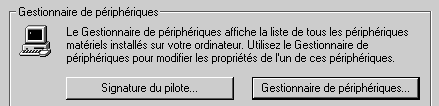 Gestionnaire de périphériques
Le Gestionnaire de périphériques affiche la liste de tous les périphériques
matériels installés sur votre ordinateur. Utilisez le Gestionnaire de
périphériques pour modifier les propriétés de l'un de ces périphériques.
Signature du pilote... Gestionnaire de périphériques...